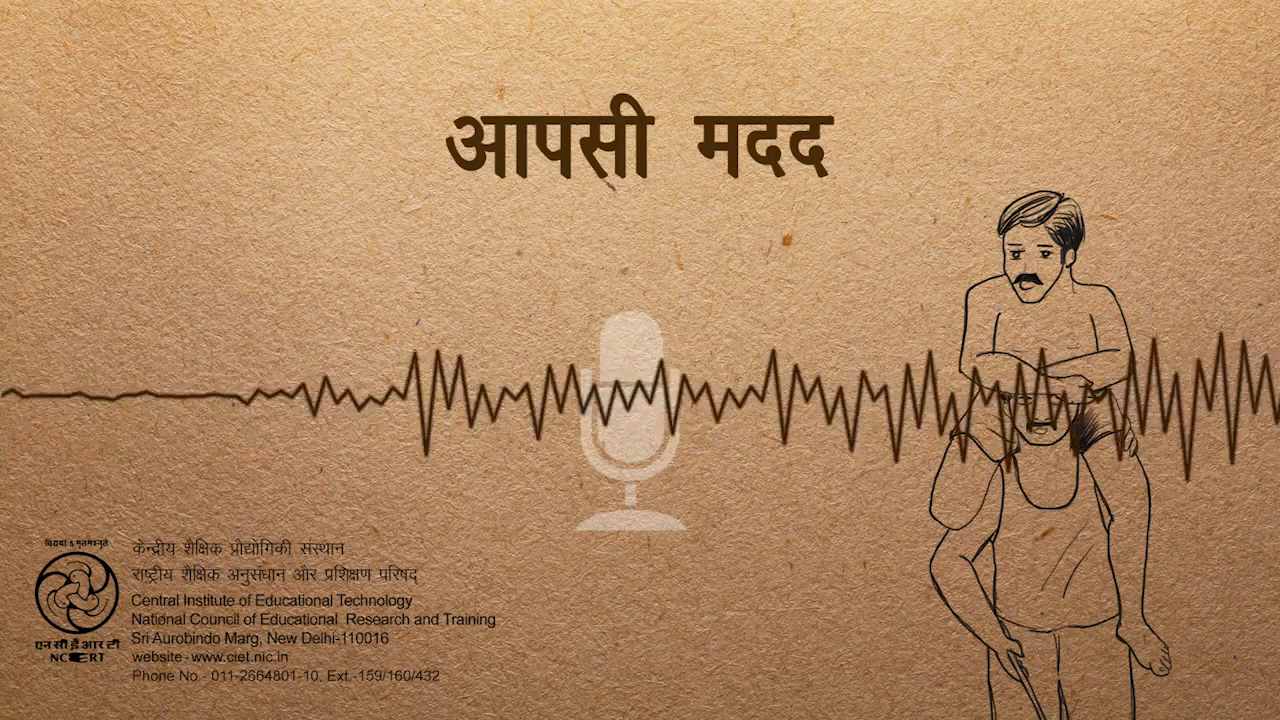 आपसी मदद
विद्यया ऽ मृतमश्नुते
एन सी ई आर टी
NCERT
केन्द्रीय शैक्षिक प्रौद्योगिकी संस्थान
राष्ट्रीय शैक्षिक अनुसंधान और प्रशिक्षण परिषद्
Central Institute of Educational Technology
National Council of Educational Research and Training
Sri Aurobindo Marg, New Delhi-110016
website - www.ciet.nic.in
Phone No.- 011-2664801-10, Ext.-159/160/432